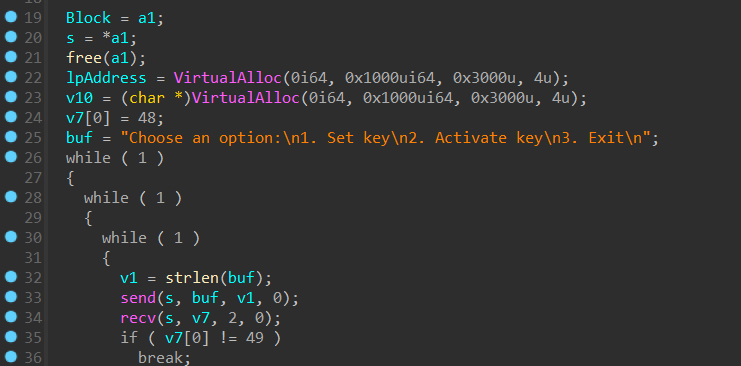 19 Block = a1;
20 s = *a1;
21 free(a1);
22 lpAddress = VirtualAlloc(0i64, 0x1000ui64, 0x3000u, 4u);
23 v10 = (char *)VirtualAlloc(0i64, 0x1000ui64, 0x3000u, 4u);
24 v7[0] = 48;
25 buf = "Choose an option:\n1. Set key\n2. Activate key\n3. Exit\n";
26 while ( 1 )
27 {
28 while ( 1 )
29 {
30 while ( 1 )
31 {
32 v1 = strlen(buf);
33 send(s, buf, v1, 0);
34 recv(s, v7, 2, 0);
35 if ( v7[0] != 49 )
36 break;